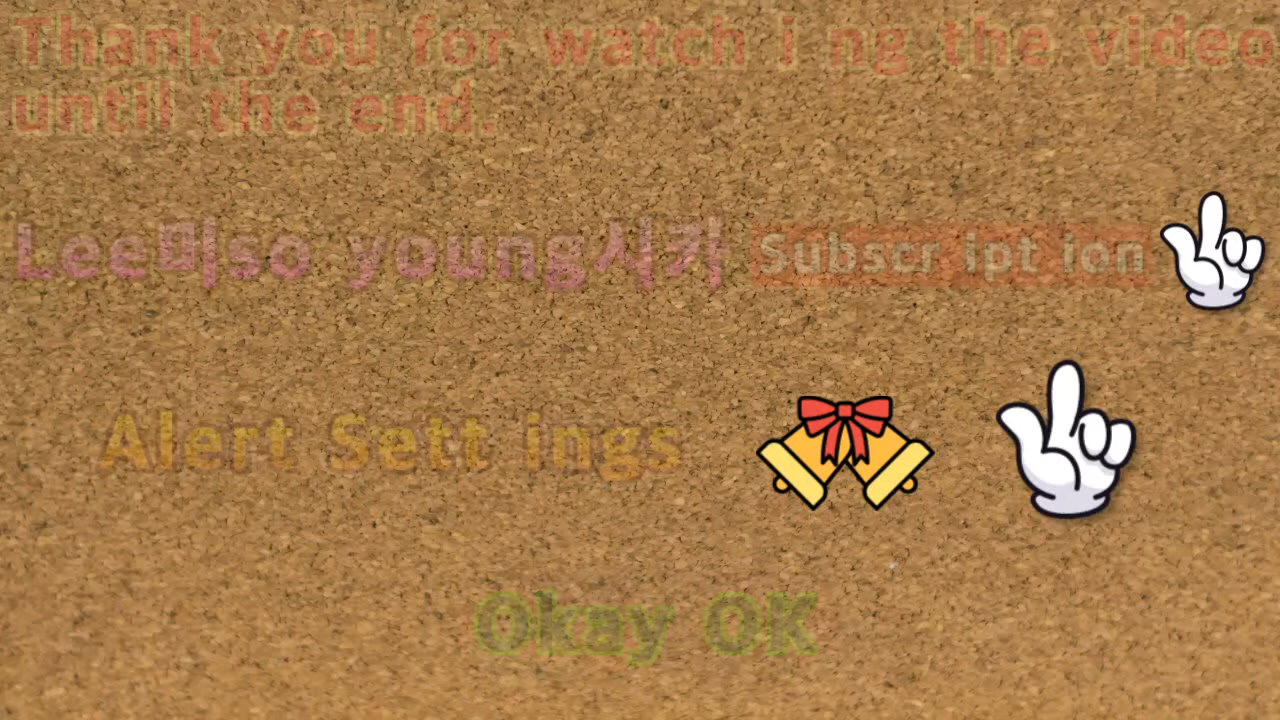 Thank you for watch i ng the video
until the end.
Lee미so young시카 Subscr ipt ion
Alert Sett ings
Okay OK